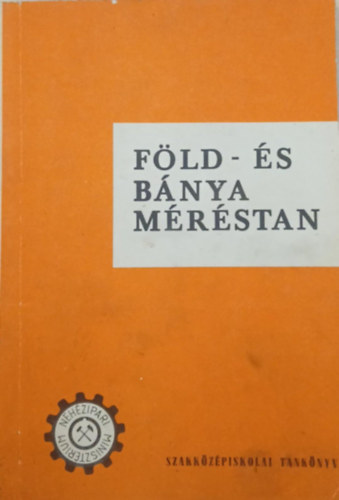 FÖLD - ÉS
BÁNYA
MÉRÉSTAN
NEHÉZIPARI MINISZTÉRIUM
SZAKKÖZÉPISKOLAI TANKÖNYV